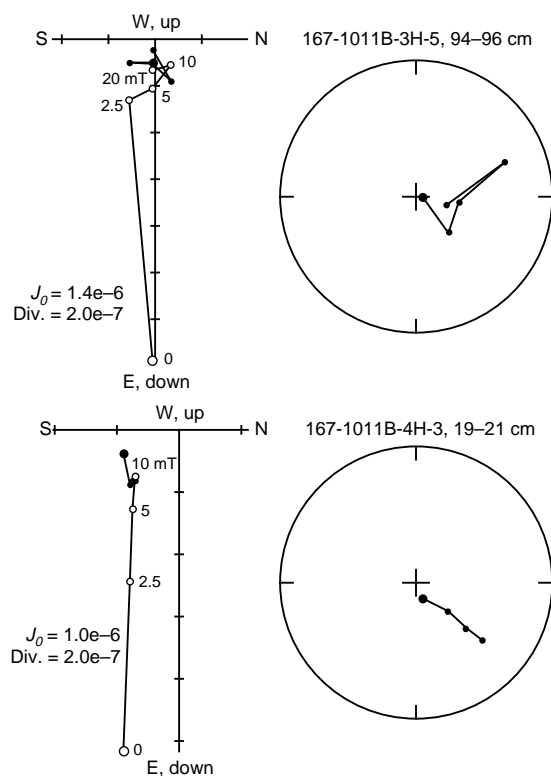 W, up
S
N
167-1011B-3H-5, 94–96 cm
10
20 mT
5
2.5
J0 = 1.4e–6
Div. = 2.0e–7
0
E, down
W, up
S
N
167-1011B-4H-3, 19–21 cm
10 mT
5
2.5
J0 = 1.0e–6
Div. = 2.0e–7
0
E, down